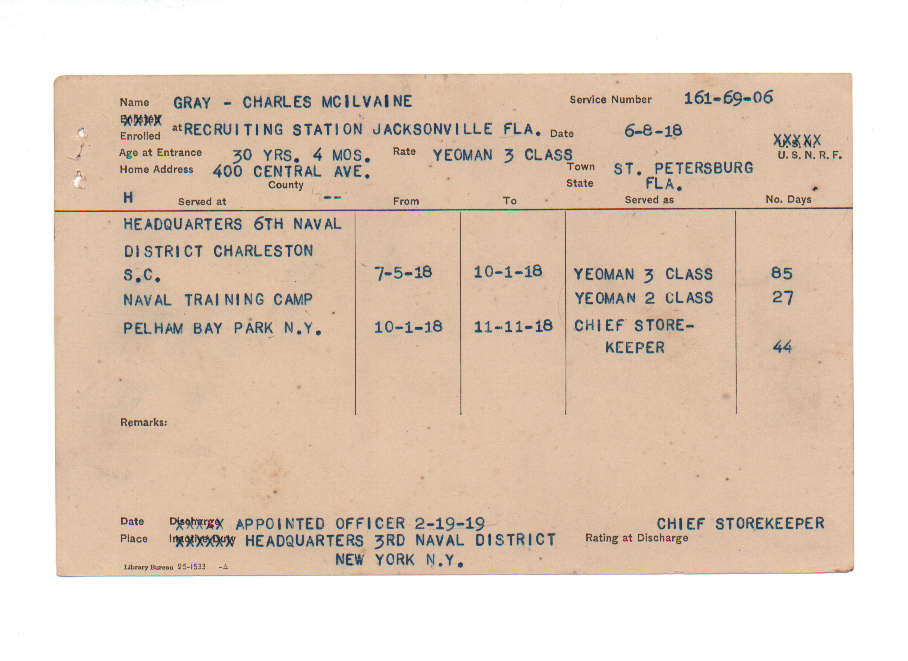 Name GRAY - CHARLES MCILVAINE Service Number 161-69-06
Enrolled at RECRUITING STATION JACKSONVILLE FLA. Date 6-8-18 U.S.N.
Age at Entrance 30 YRS. 4 MOS. Rate YEOMAN 3 CLASS U. S. N. R. F.
Home Address 400 CENTRAL AVE. Town ST. PETERSBURG
County -- State FLA.
H Served at From To Served as No. Days
HEADQUARTERS 6TH NAVAL
DISTRICT CHARLESTON
S.C. 7-5-18 10-1-18 YEOMAN 3 CLASS 85
NAVAL TRAINING CAMP YEOMAN 2 CLASS 27
PELHAM BAY PARK N.Y. 10-1-18 11-11-18 CHIEF STORE-
KEEPER 44
Remarks:
Date Discharge APPOINTED OFFICER 2-19-19 CHIEF STOREKEEPER
Place Inactive Duty HEADQUARTERS 3RD NAVAL DISTRICT Rating at Discharge
NEW YORK N.Y.
Library Bureau 25-1533